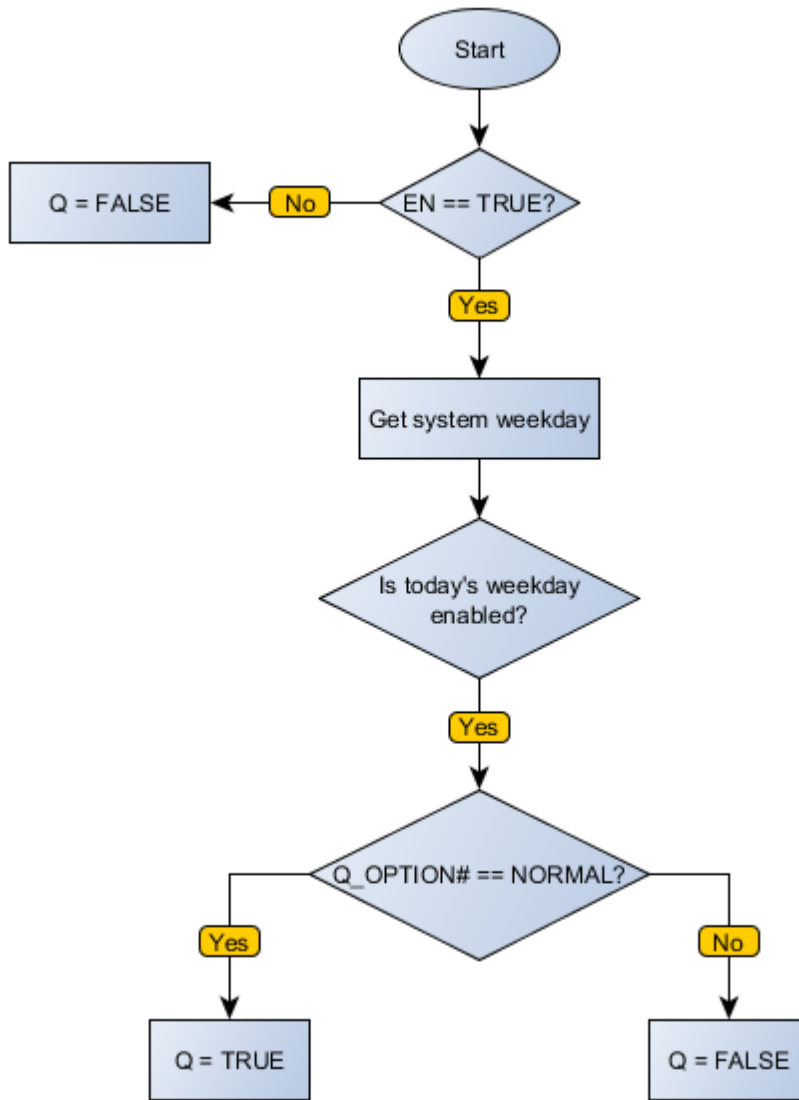 Start
EN == TRUE?
No
Q = FALSE
Yes
Get system weekday
Is today's weekday
enabled?
Yes
Q_OPTION# == NORMAL?
Yes
No
Q = TRUE
Q = FALSE